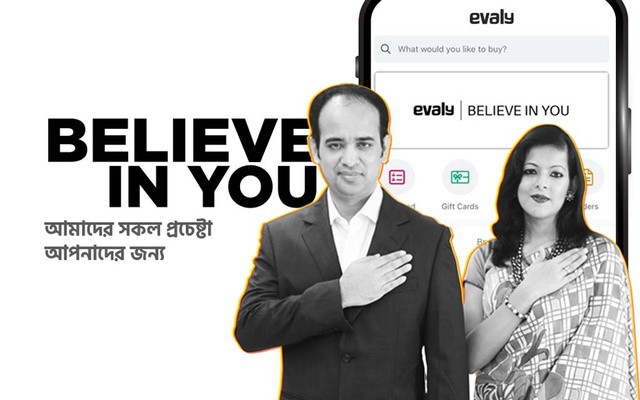 evaly
What would you like to buy?
evaly | BELIEVE IN YOU
BELIEVE
IN YOU
আমাদের সকল প্রচেষ্টা
আপনাদের জন্য
Gift Cards